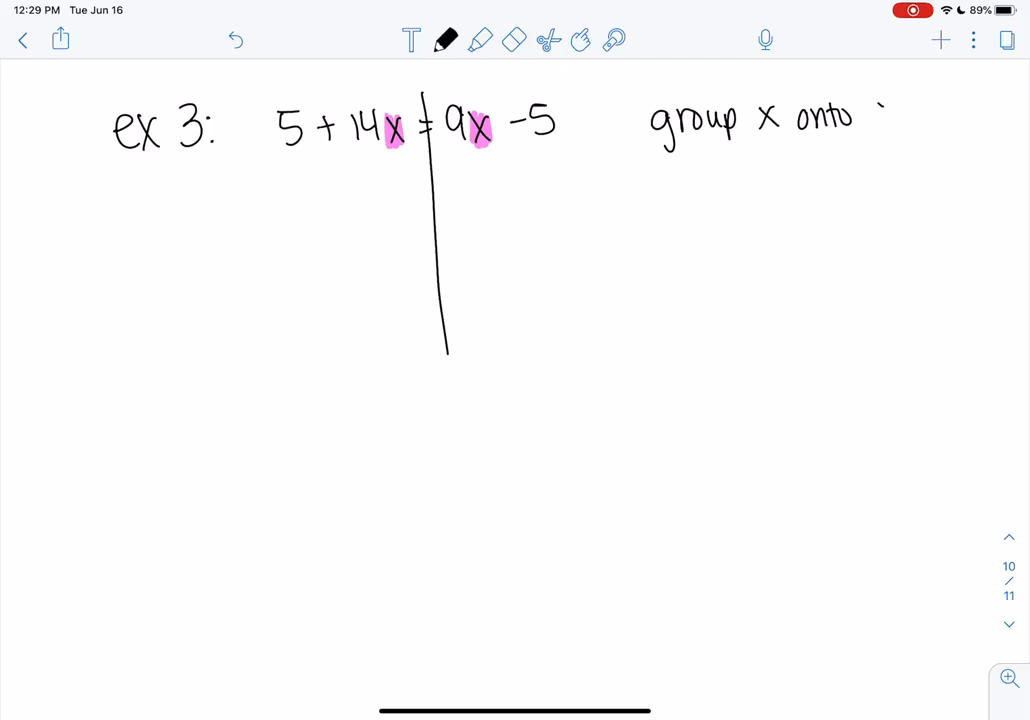 12:29 PM Tue Jun 16 89%
T
ex 3: 5 + 14x = 9x - 5 group x onto
10
/
11